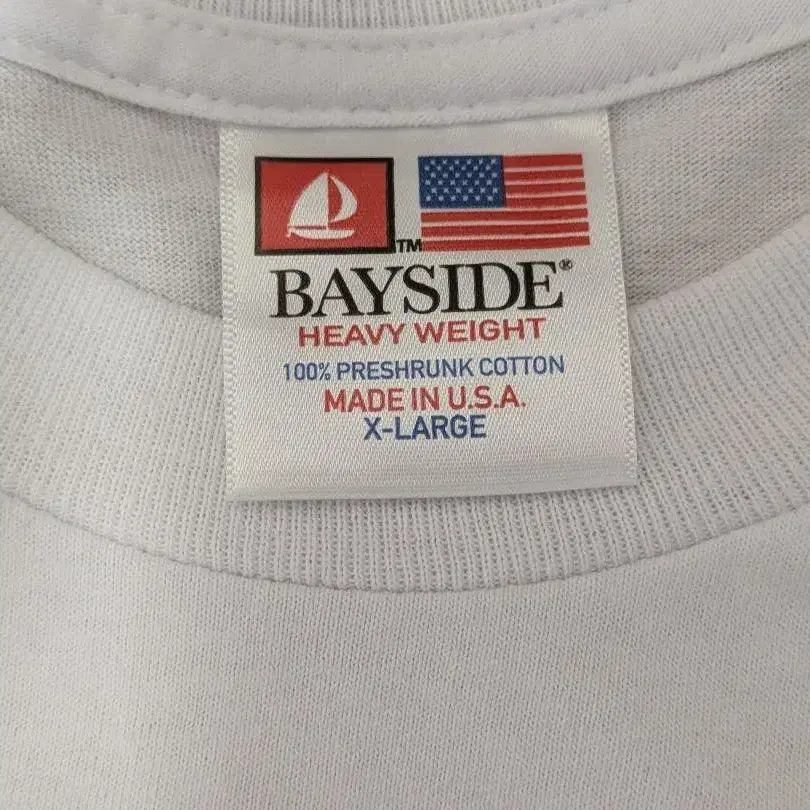 TM
BAYSIDE®
HEAVY WEIGHT
100% PRESHRUNK COTTON
MADE IN U.S.A.
X-LARGE